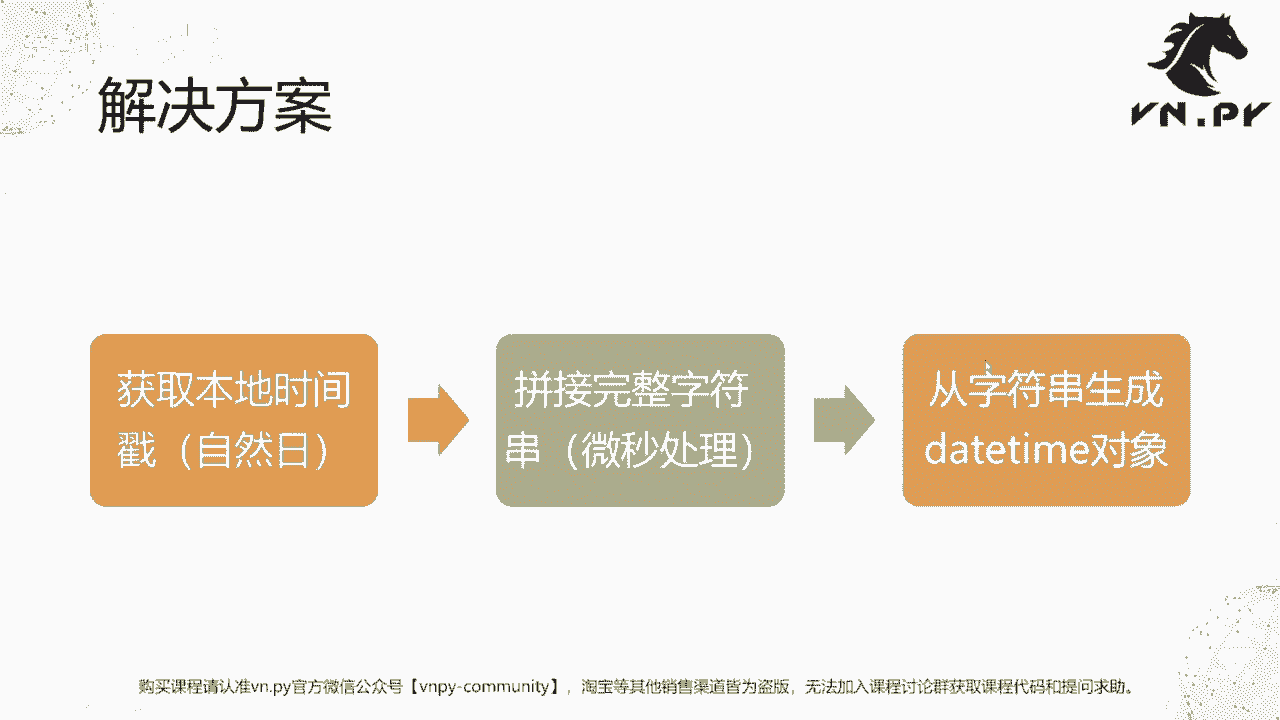 解决方案
VN.PY
获取本地时间
戳（自然日）
拼接完整字符
串（微秒处理）
从字符串生成
datetime对象
购买课程请认准vn.py官方微信公众号【vnpy-community】，淘宝等其他销售渠道皆为盗版，无法加入课程讨论群获取课程代码和提问求助。